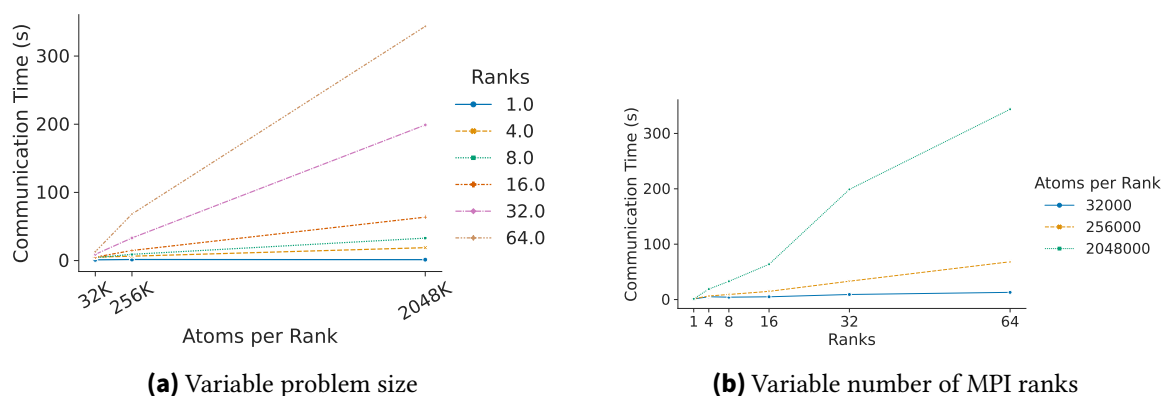 Communication Time (s)
300
200
100
0
32K
256K
2048K
Atoms per Rank
Ranks
1.0
4.0
8.0
16.0
32.0
64.0
(a) Variable problem size
Communication Time (s)
300
200
100
0
1 4 8 16 32 64
Ranks
Atoms per Rank
32000
256000
2048000
(b) Variable number of MPI ranks